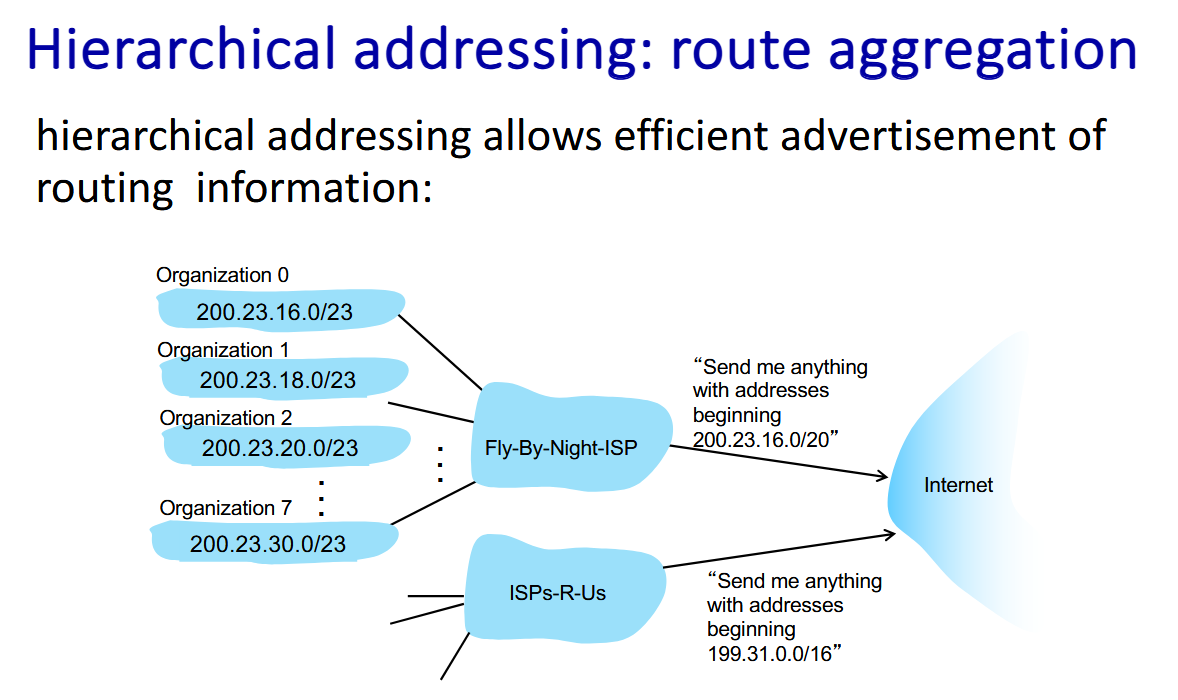 Hierarchical addressing: route aggregation
hierarchical addressing allows efficient advertisement of
routing  information:
Organization 0
200.23.16.0/23
Organization 1
200.23.18.0/23
Organization 2
200.23.20.0/23
Organization 7
200.23.30.0/23
Fly-By-Night-ISP
“Send me anything
with addresses
beginning
200.23.16.0/20”
Internet
ISPs-R-Us
“Send me anything
with addresses
beginning
199.31.0.0/16”